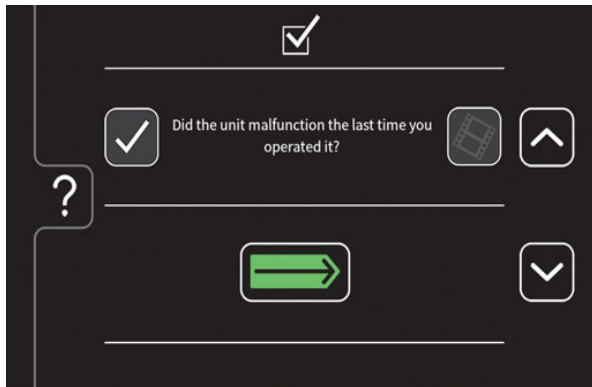 Did the unit malfunction the last time you
operated it?
?